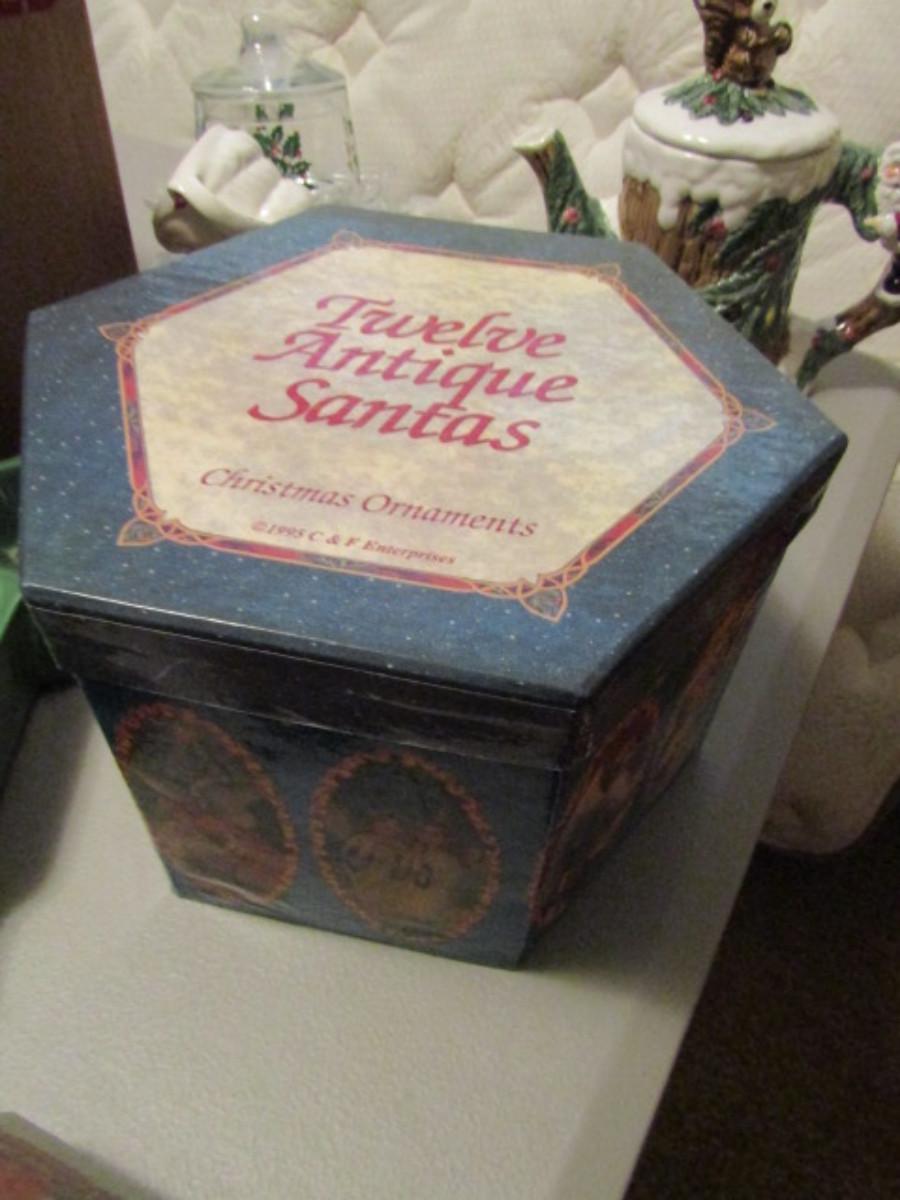 Twelve
Antique
Santas
Christmas Ornaments
©1995 C & F Enterprises